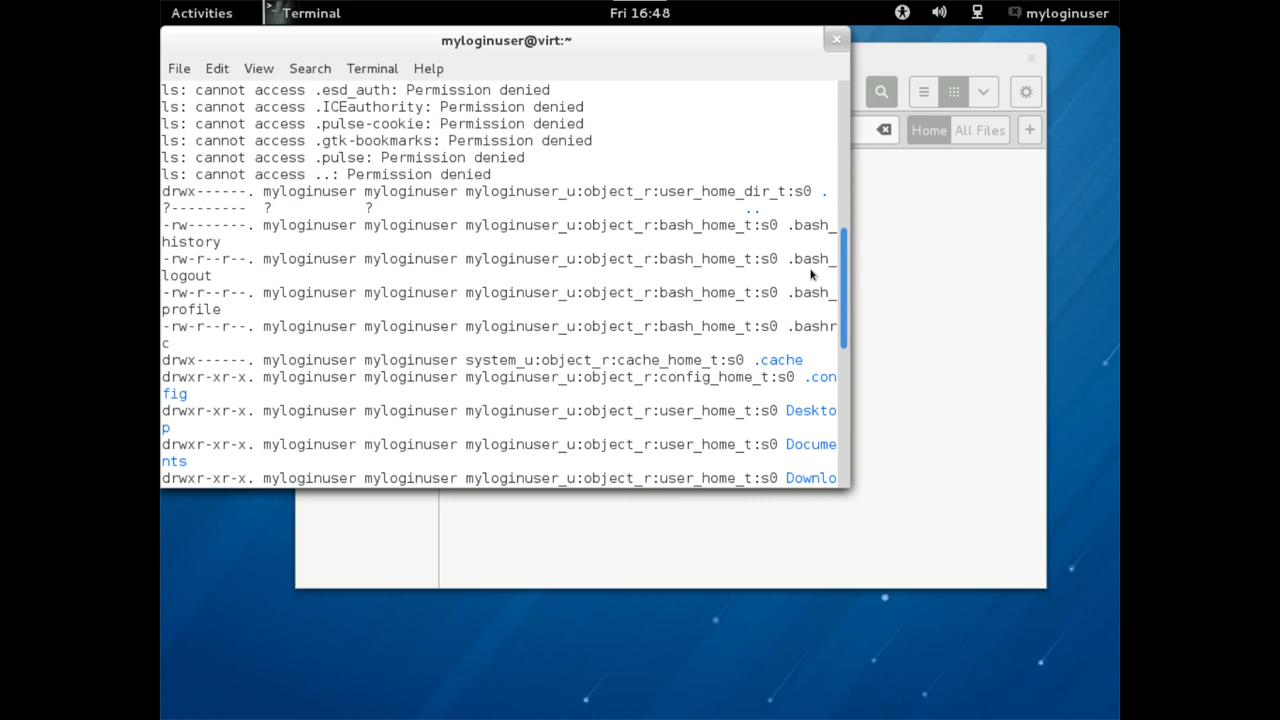 Activities Terminal Fri 16:48 myloginuser
myloginuser@virt:~
File Edit View Search Terminal Help
ls: cannot access .esd_auth: Permission denied
ls: cannot access .ICEauthority: Permission denied
ls: cannot access .pulse-cookie: Permission denied
ls: cannot access .gtk-bookmarks: Permission denied
ls: cannot access .pulse: Permission denied
ls: cannot access ..: Permission denied
drwx------. myloginuser myloginuser myloginuser_u:object_r:user_home_dir_t:s0 .
?--------- ? ? ..
-rw-------. myloginuser myloginuser myloginuser_u:object_r:bash_home_t:s0 .bash_
history
-rw-r--r--. myloginuser myloginuser myloginuser_u:object_r:bash_home_t:s0 .bash_
logout
-rw-r--r--. myloginuser myloginuser myloginuser_u:object_r:bash_home_t:s0 .bash_
profile
-rw-r--r--. myloginuser myloginuser myloginuser_u:object_r:bash_home_t:s0 .bashr
c
drwx------. myloginuser myloginuser system_u:object_r:cache_home_t:s0 .cache
drwxr-xr-x. myloginuser myloginuser myloginuser_u:object_r:config_home_t:s0 .con
fig
drwxr-xr-x. myloginuser myloginuser myloginuser_u:object_r:user_home_t:s0 Deskto
p
drwxr-xr-x. myloginuser myloginuser myloginuser_u:object_r:user_home_t:s0 Docume
nts
drwxr-xr-x. myloginuser myloginuser myloginuser_u:object_r:user_home_t:s0 Downlo
Home All Files